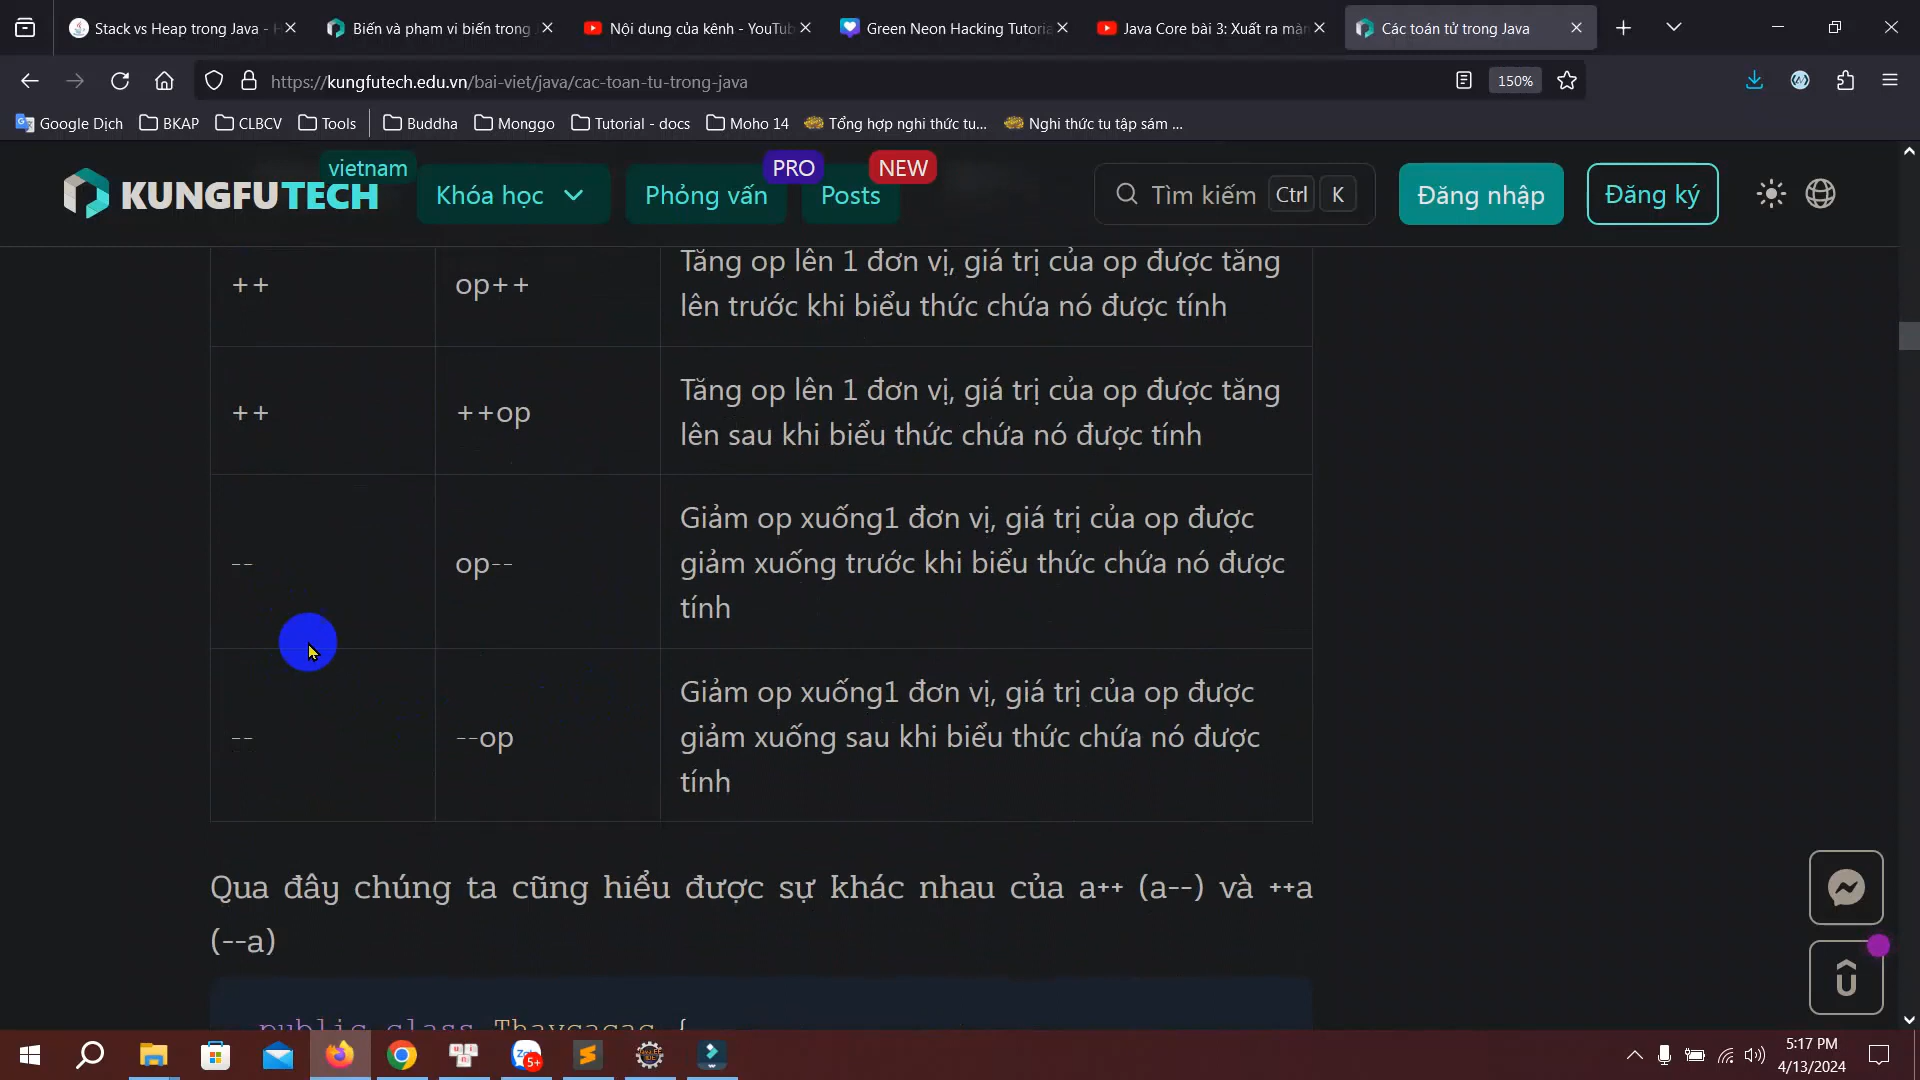 Stack vs Heap trong Java -
Biến và phạm vi biến trong
Nội dung của kênh - YouTub
Green Neon Hacking Tutoria
Java Core bài 3: Xuất ra màn
Các toán tử trong Java
https://kungfutech.edu.vn/bai-viet/java/cac-toan-tu-trong-java
150%
Google Dịch
BKAP
CLBCV
Tools
Buddha
Monggo
Tutorial - docs
Moho 14
Tổng hợp nghi thức tu...
Nghi thức tu tập sám ...
vietnam
KUNGFUTECH
Khóa học
Phỏng vấn
PRO
Posts
NEW
Tìm kiếm
Ctrl
K
Đăng nhập
Đăng ký
++
op++
Tăng op lên 1 đơn vị, giá trị của op được tăng
lên trước khi biểu thức chứa nó được tính
++
++op
Tăng op lên 1 đơn vị, giá trị của op được tăng
lên sau khi biểu thức chứa nó được tính
--
op--
Giảm op xuống1 đơn vị, giá trị của op được
giảm xuống trước khi biểu thức chứa nó được
tính
--
--op
Giảm op xuống1 đơn vị, giá trị của op được
giảm xuống sau khi biểu thức chứa nó được
tính
Qua đây chúng ta cũng hiểu được sự khác nhau của a++ (a--) và ++a
(--a)
public class Thaycacac {
5+
5:17 PM
4/13/2024